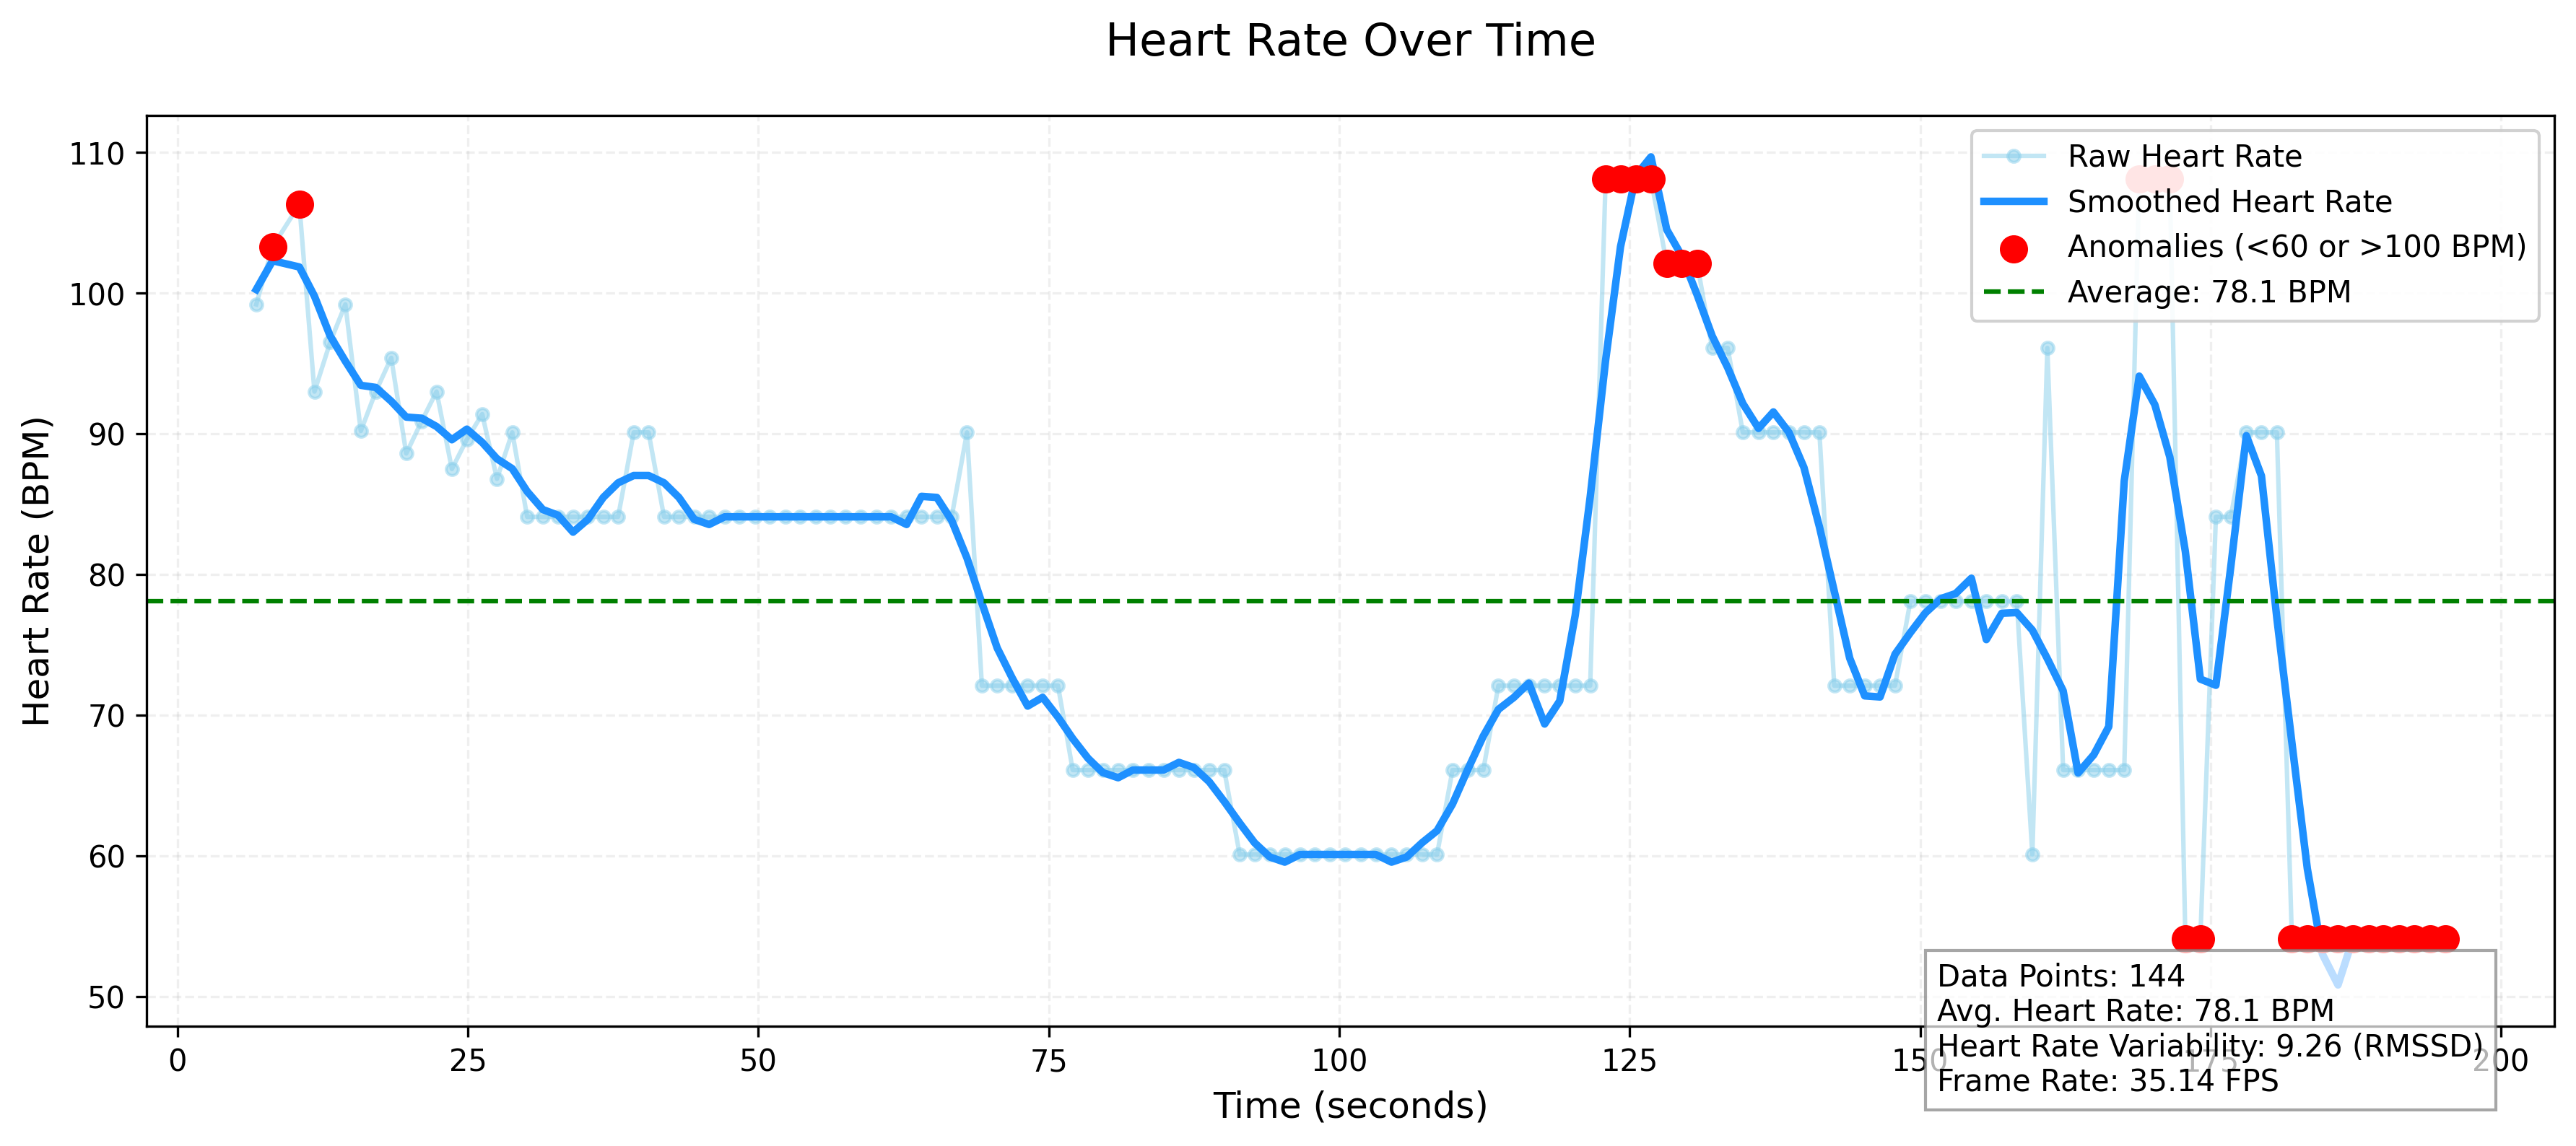 Heart Rate Over Time
Heart Rate (BPM)
110
100
90
80
70
60
50
Raw Heart Rate
Smoothed Heart Rate
Anomalies (<60 or >100 BPM)
Average: 78.1 BPM
Data Points: 144
Avg. Heart Rate: 78.1 BPM
Heart Rate Variability: 9.26 (RMSSD)
Frame Rate: 35.14 FPS
0 25 50 75 100 125 150 175 200
Time (seconds)